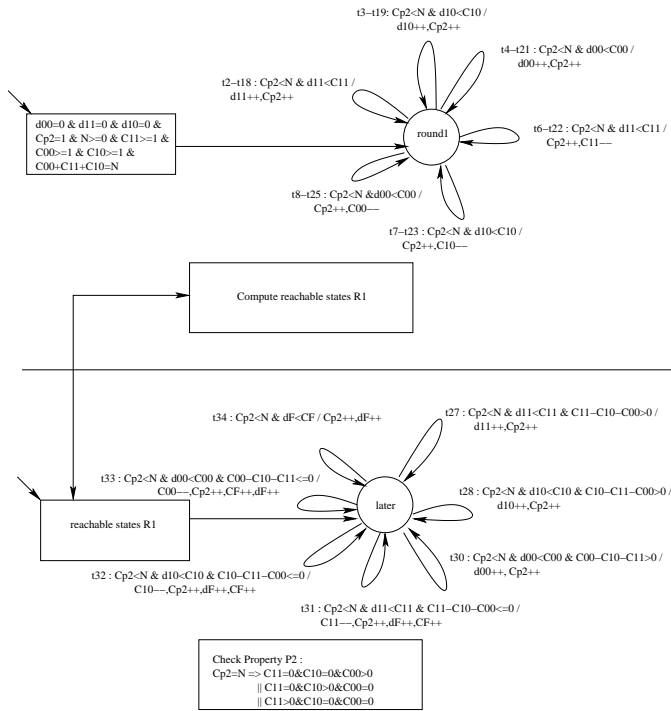 t3–t19: Cp2<N & d10<C10 /
d10++,Cp2++
t4–t21 : Cp2<N & d00<C00 /
d00++,Cp2++
t2–t18 : Cp2<N & d11<C11 /
d11++,Cp2++
d00=0 & d11=0 & d10=0 &
Cp2=1 & N>=0 & C11>=1 &
C00>=1 & C10>=1 &
C00+C11+C10=N
round1
t6–t22 : Cp2<N & d11<C11 /
Cp2++,C11−−
t8–t25 : Cp2<N &d00<C00 /
Cp2++,C00−−
t7–t23 : Cp2<N & d10<C10 /
Cp2++,C10−−
Compute reachable states R1
t34 : Cp2<N & dF<CF / Cp2++,dF++
t27 : Cp2<N & d11<C11 & C11−C10−C00>0 /
d11++,Cp2++
t33 : Cp2<N & d00<C00 & C00−C10−C11<=0 /
C00−−,Cp2++,CF++,dF++
t28 : Cp2<N & d10<C10 & C10−C11−C00>0 /
d10++,Cp2++
reachable states R1
later
t30 : Cp2<N & d00<C00 & C00−C10−C11>0 /
d00++, Cp2++
t32 : Cp2<N & d10<C10 & C10−C11−C00<=0 /
C10−−,Cp2++,dF++,CF++
t31 : Cp2<N & d11<C11 & C11−C10−C00<=0 /
C11−−,Cp2++,dF++,CF++
Check Property P2 :
Cp2=N => C11=0&C10=0&C00>0
|| C11=0&C10>0&C00=0
|| C11>0&C10=0&C00=0